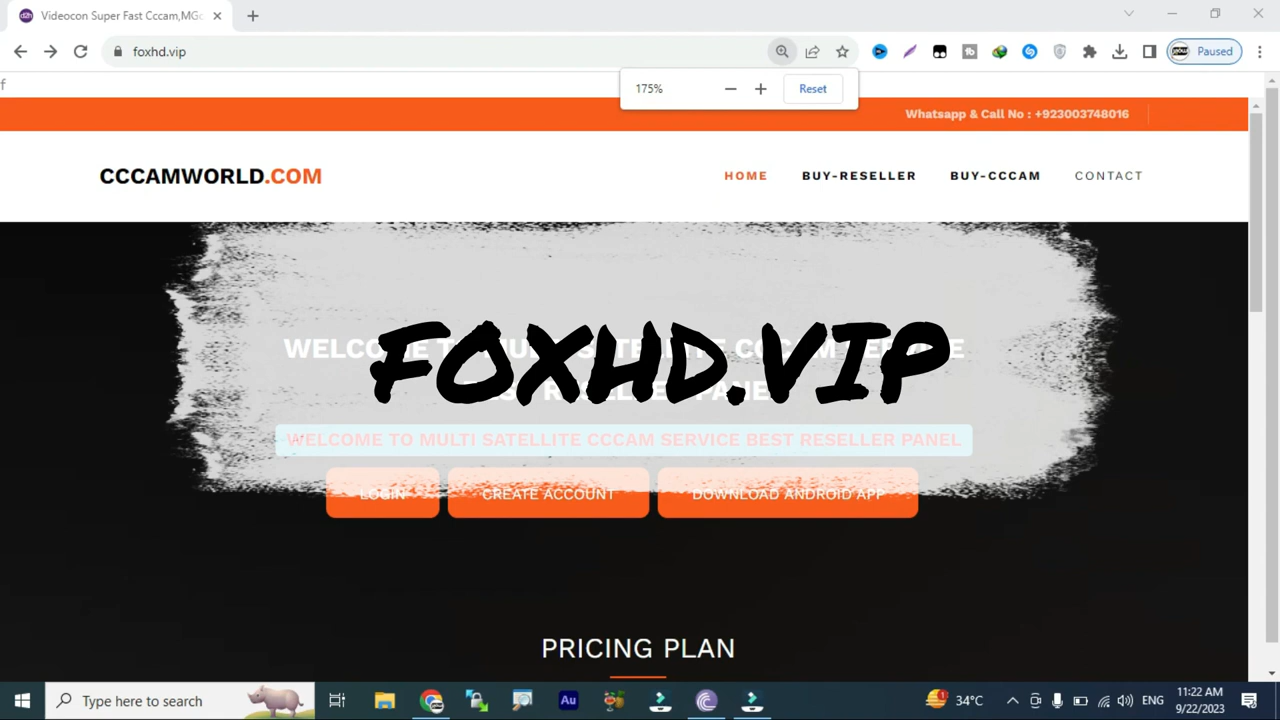 Videocon Super Fast Cccam,MGc
foxhd.vip
Paused
f
175%
Reset
Whatsapp & Call No : +923003748016
CCCAMWORLD.COM
HOME
BUY-RESELLER
BUY-CCCAM
CONTACT
FOXHD.VIP
WELCOME TO MULTI SATELLITE CCCAM SERVICE
BEST RESELLER PANEL
WELCOME TO MULTI SATELLITE CCCAM SERVICE BEST RESELLER PANEL
LOGIN
CREATE ACCOUNT
DOWNLOAD ANDROID APP
PRICING PLAN
Type here to search
Au
34°C
ENG
11:22 AM
9/22/2023